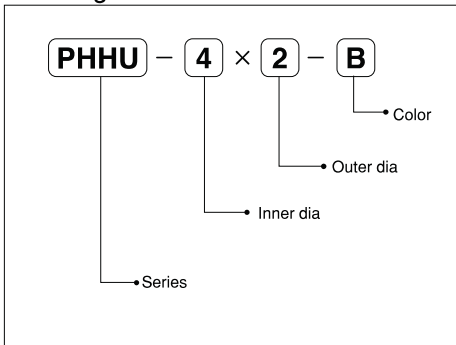 PHHU − 4 × 2 − B
Color
Outer dia
Inner dia
Series